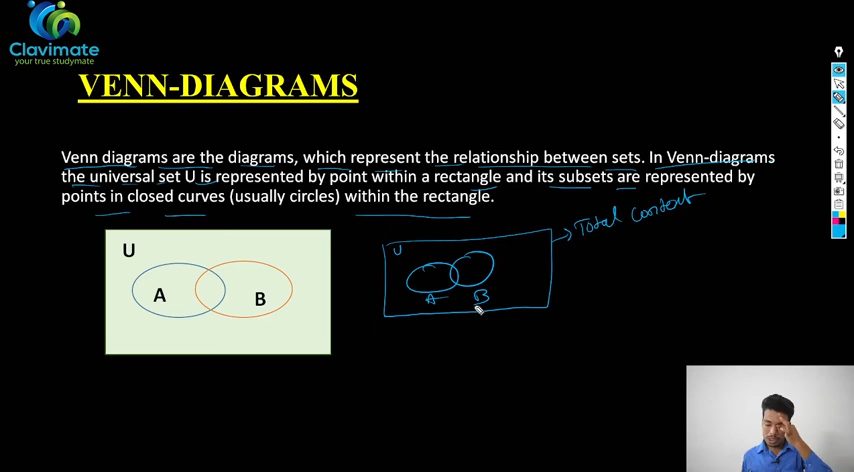 Clavimate
your true studymate
VENN-DIAGRAMS
Venn diagrams are the diagrams, which represent the relationship between sets. In Venn-diagrams
the universal set U is represented by point within a rectangle and its subsets are represented by
points in closed curves (usually circles) within the rectangle.
U
A
B
U
A
B
Total content